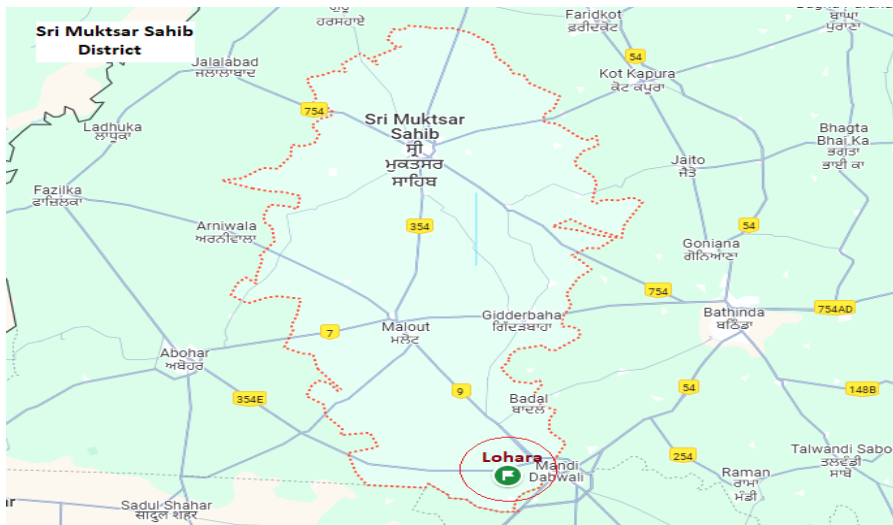 ਗੁਰੂ
ਹਰਸਹਾਏ
Sri Muktsar Sahib
District
Faridkot
ਫ਼ਰੀਦਕੋਟ
ਬਾਘਾ
ਪੁਰਾਣਾ
Jalalabad
ਜਲਾਲਾਬਾਦ
54
Kot Kapura
ਕੋਟ ਕਪੂਰਾ
754
Ladhuka
ਲਾਧੂਕਾ
Sri Muktsar
Sahib
ਸ੍ਰੀ
ਮੁਕਤਸਰ
ਸਾਹਿਬ
Bhagta
Bhai Ka
ਭਗਤਾ
ਭਾਈ ਕਾ
Jaito
ਜੈਤੋ
Fazilka
ਫਾਜ਼ਿਲਕਾ
Arniwala
ਅਰਨੀਵਾਲਾ
354
54
Goniana
ਗੋਨਿਆਣਾ
754
754AD
Bathinda
ਬਠਿੰਡਾ
Gidderbaha
ਗਿੱਦੜਬਾਹਾ
Malout
ਮਲੋਟ
7
Abohar
ਅਬੋਹਰ
354E
9
54
148B
Badal
ਬਾਦਲ
Lohara
Mandi
Dabwali
254
Talwandi Sabo
ਤਲਵੰਡੀ
ਸਾਬੋ
Raman
ਰਾਮਾ
ਮੰਡੀ
Sadul Shahar
ਸਾਦੁਲ ਸ਼ਹਰ